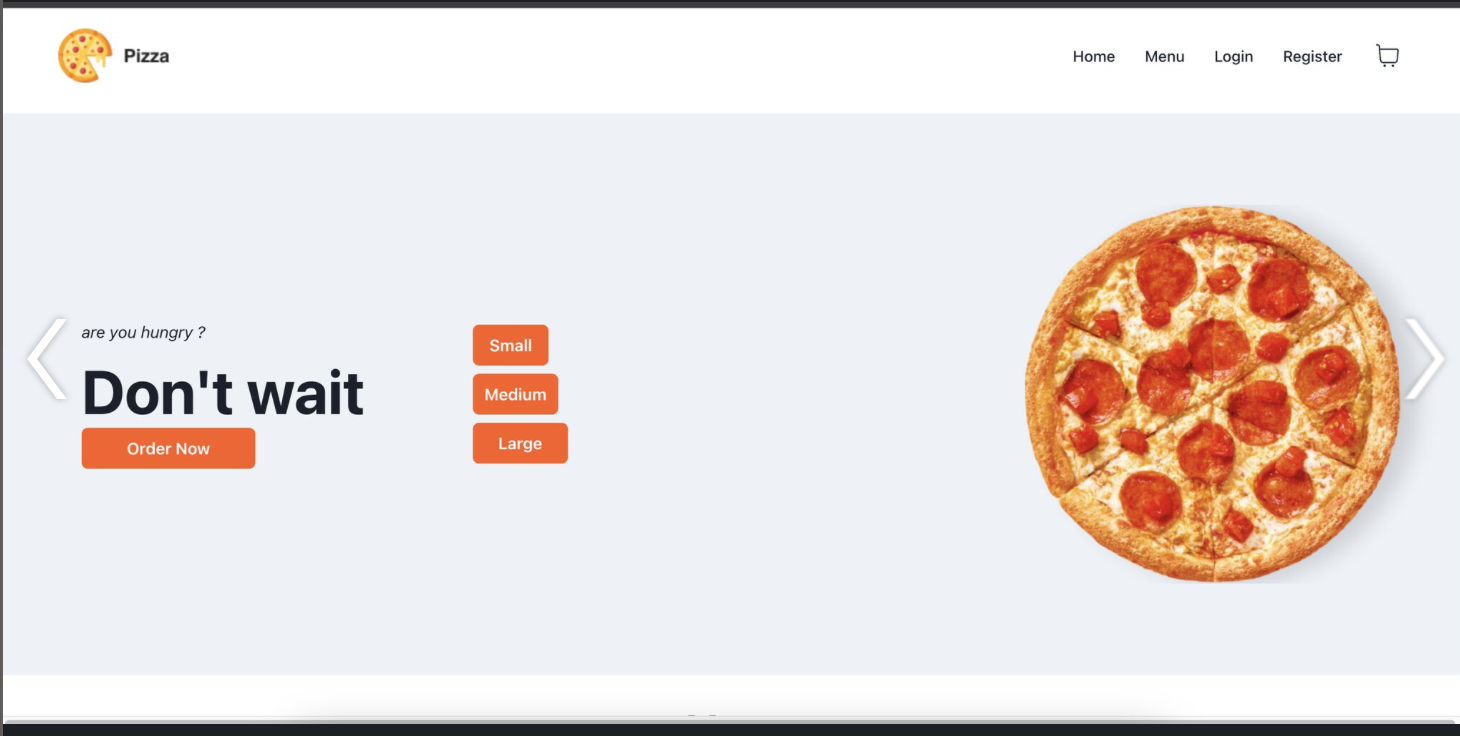 Pizza
Home Menu Login Register
are you hungry ?
Don't wait
Order Now
Small
Medium
Large